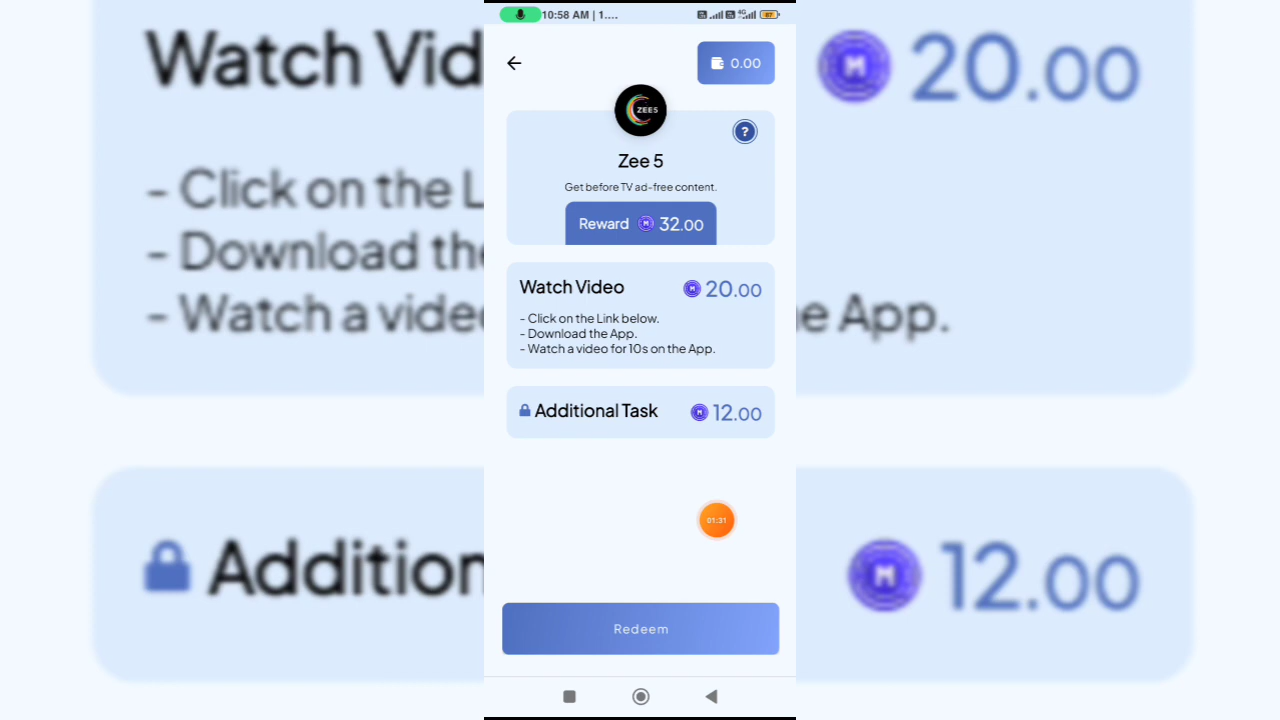 10:58 AM | 1....
4G
87
0.00
ZEE5
?
Zee 5
Get before TV ad-free content.
Reward M 32.00
Watch Video M 20.00
- Click on the Link below.
- Download the App.
- Watch a video for 10s on the App.
Additional Task M 12.00
01:31
Redeem
Watch Vid M 20.00
- Click on the L
- Download the
- Watch a vide e App.
Addition M 12.00